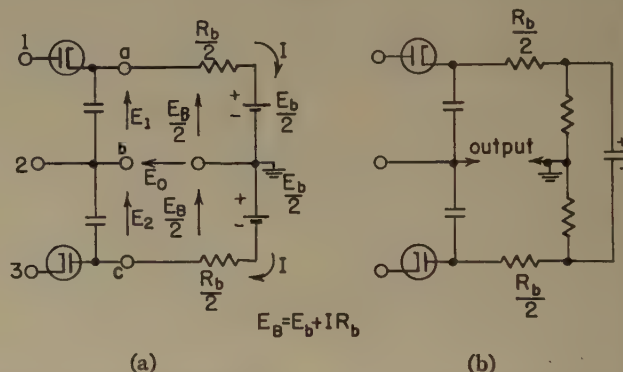 1
a
R_b/2
I
E_1
E_B/2
+
-
E_b/2
2
b
E_o
E_2
E_B/2
+
-
E_b/2
3
c
R_b/2
I
E_B=E_b+IR_b
(a)
R_b/2
output
+
-
R_b/2
(b)